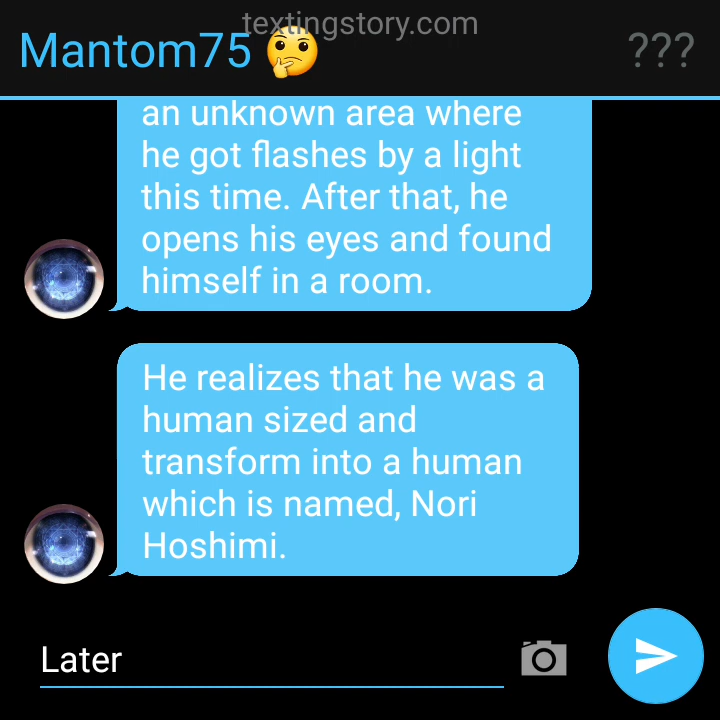 textingstory.com
Mantom75 🤔 ???
an unknown area where
he got flashes by a light
this time. After that, he
opens his eyes and found
himself in a room.
He realizes that he was a
human sized and
transform into a human
which is named, Nori
Hoshimi.
Later